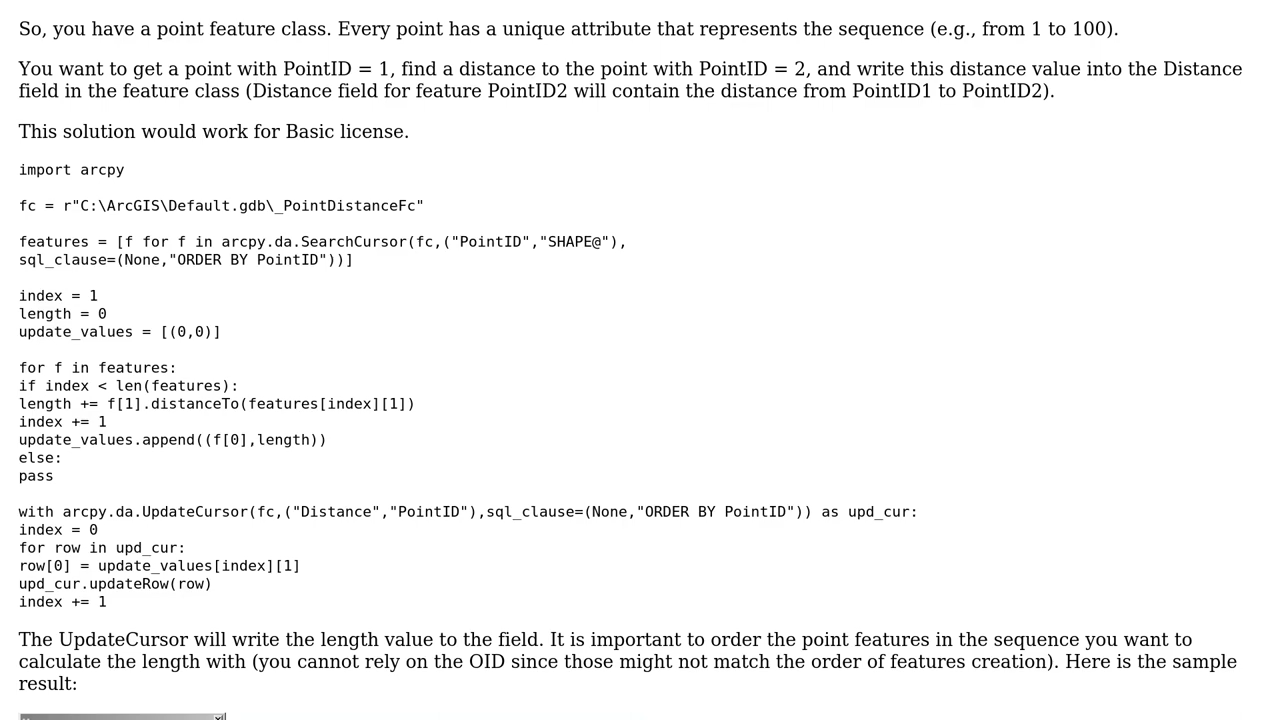 So, you have a point feature class. Every point has a unique attribute that represents the sequence (e.g., from 1 to 100).
You want to get a point with PointID = 1, find a distance to the point with PointID = 2, and write this distance value into the Distance
field in the feature class (Distance field for feature PointID2 will contain the distance from PointID1 to PointID2).
This solution would work for Basic license.
import arcpy
fc = r"C:\ArcGIS\Default.gdb\_PointDistanceFc"
features = [f for f in arcpy.da.SearchCursor(fc,("PointID","SHAPE@"),
sql_clause=(None,"ORDER BY PointID"))]
index = 1
length = 0
update_values = [(0,0)]
for f in features:
if index < len(features):
length += f[1].distanceTo(features[index][1])
index += 1
update_values.append((f[0],length))
else:
pass
with arcpy.da.UpdateCursor(fc,("Distance","PointID"),sql_clause=(None,"ORDER BY PointID")) as upd_cur:
index = 0
for row in upd_cur:
row[0] = update_values[index][1]
upd_cur.updateRow(row)
index += 1
The UpdateCursor will write the length value to the field. It is important to order the point features in the sequence you want to
calculate the length with (you cannot rely on the OID since those might not match the order of features creation). Here is the sample
result: